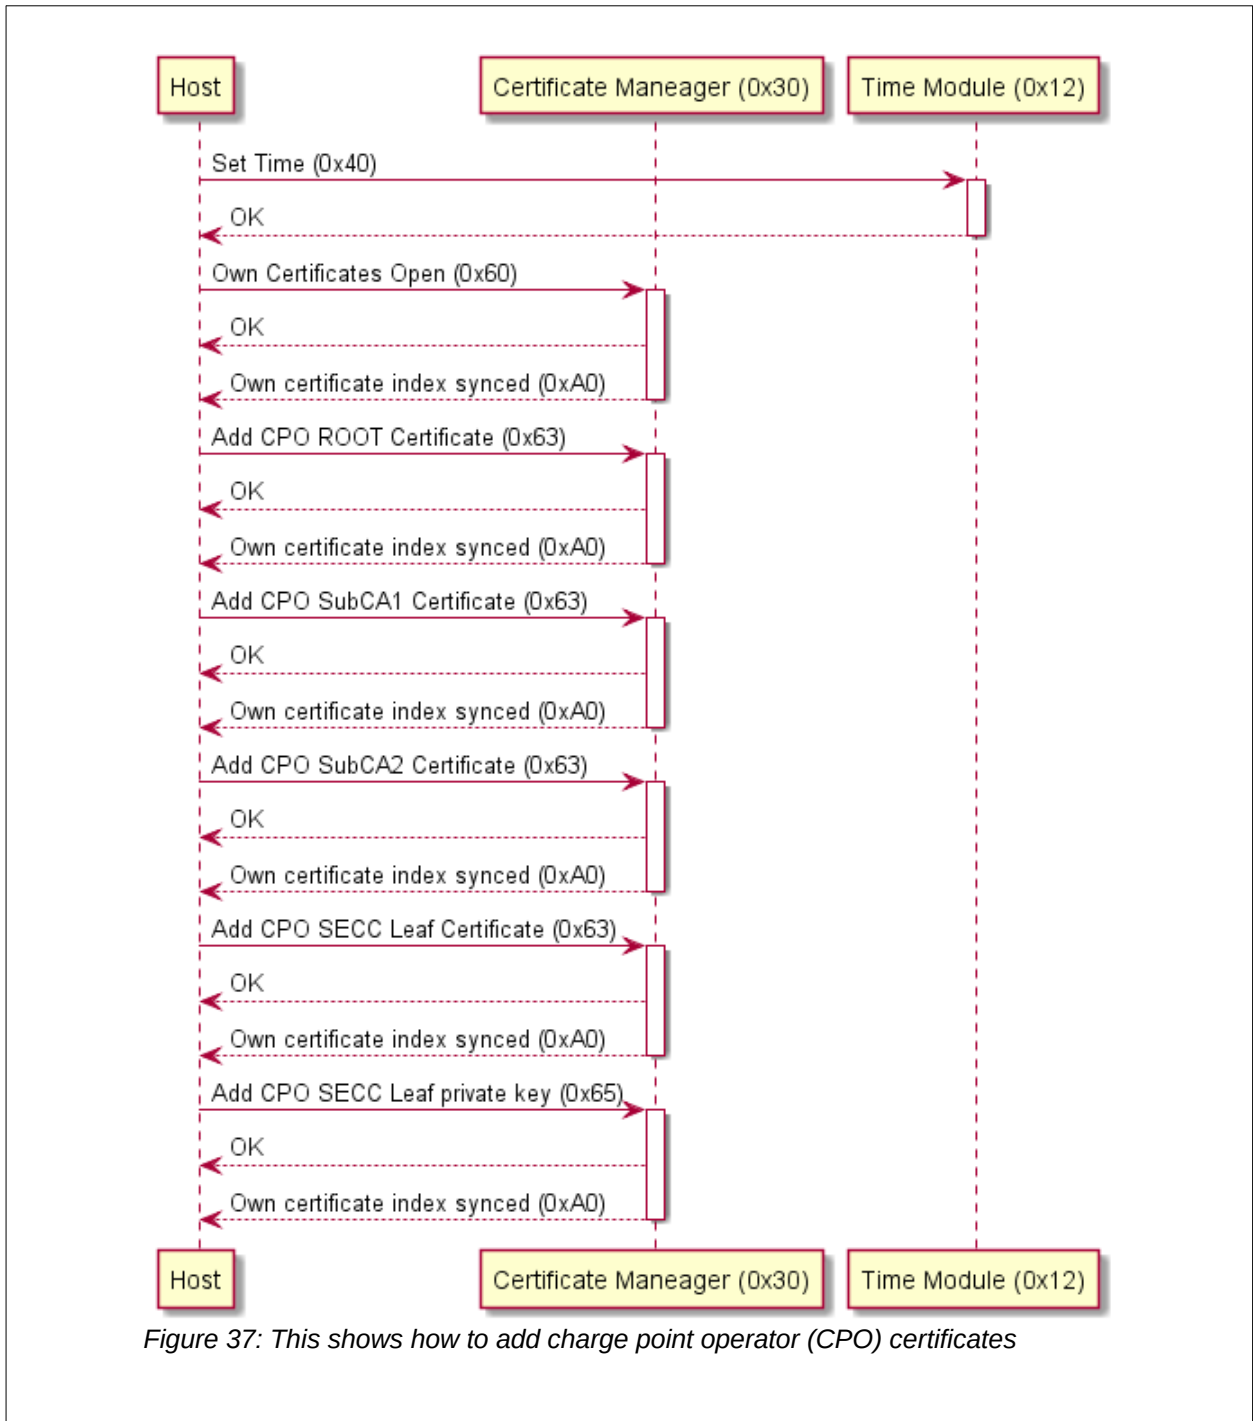 Host
Certificate Maneager (0x30)
Time Module (0x12)
Set Time (0x40)
OK
Own Certificates Open (0x60)
OK
Own certificate index synced (0xA0)
Add CPO ROOT Certificate (0x63)
OK
Own certificate index synced (0xA0)
Add CPO SubCA1 Certificate (0x63)
OK
Own certificate index synced (0xA0)
Add CPO SubCA2 Certificate (0x63)
OK
Own certificate index synced (0xA0)
Add CPO SECC Leaf Certificate (0x63)
OK
Own certificate index synced (0xA0)
Add CPO SECC Leaf private key (0x65)
OK
Own certificate index synced (0xA0)
Host
Certificate Maneager (0x30)
Time Module (0x12)
Figure 37: This shows how to add charge point operator (CPO) certificates